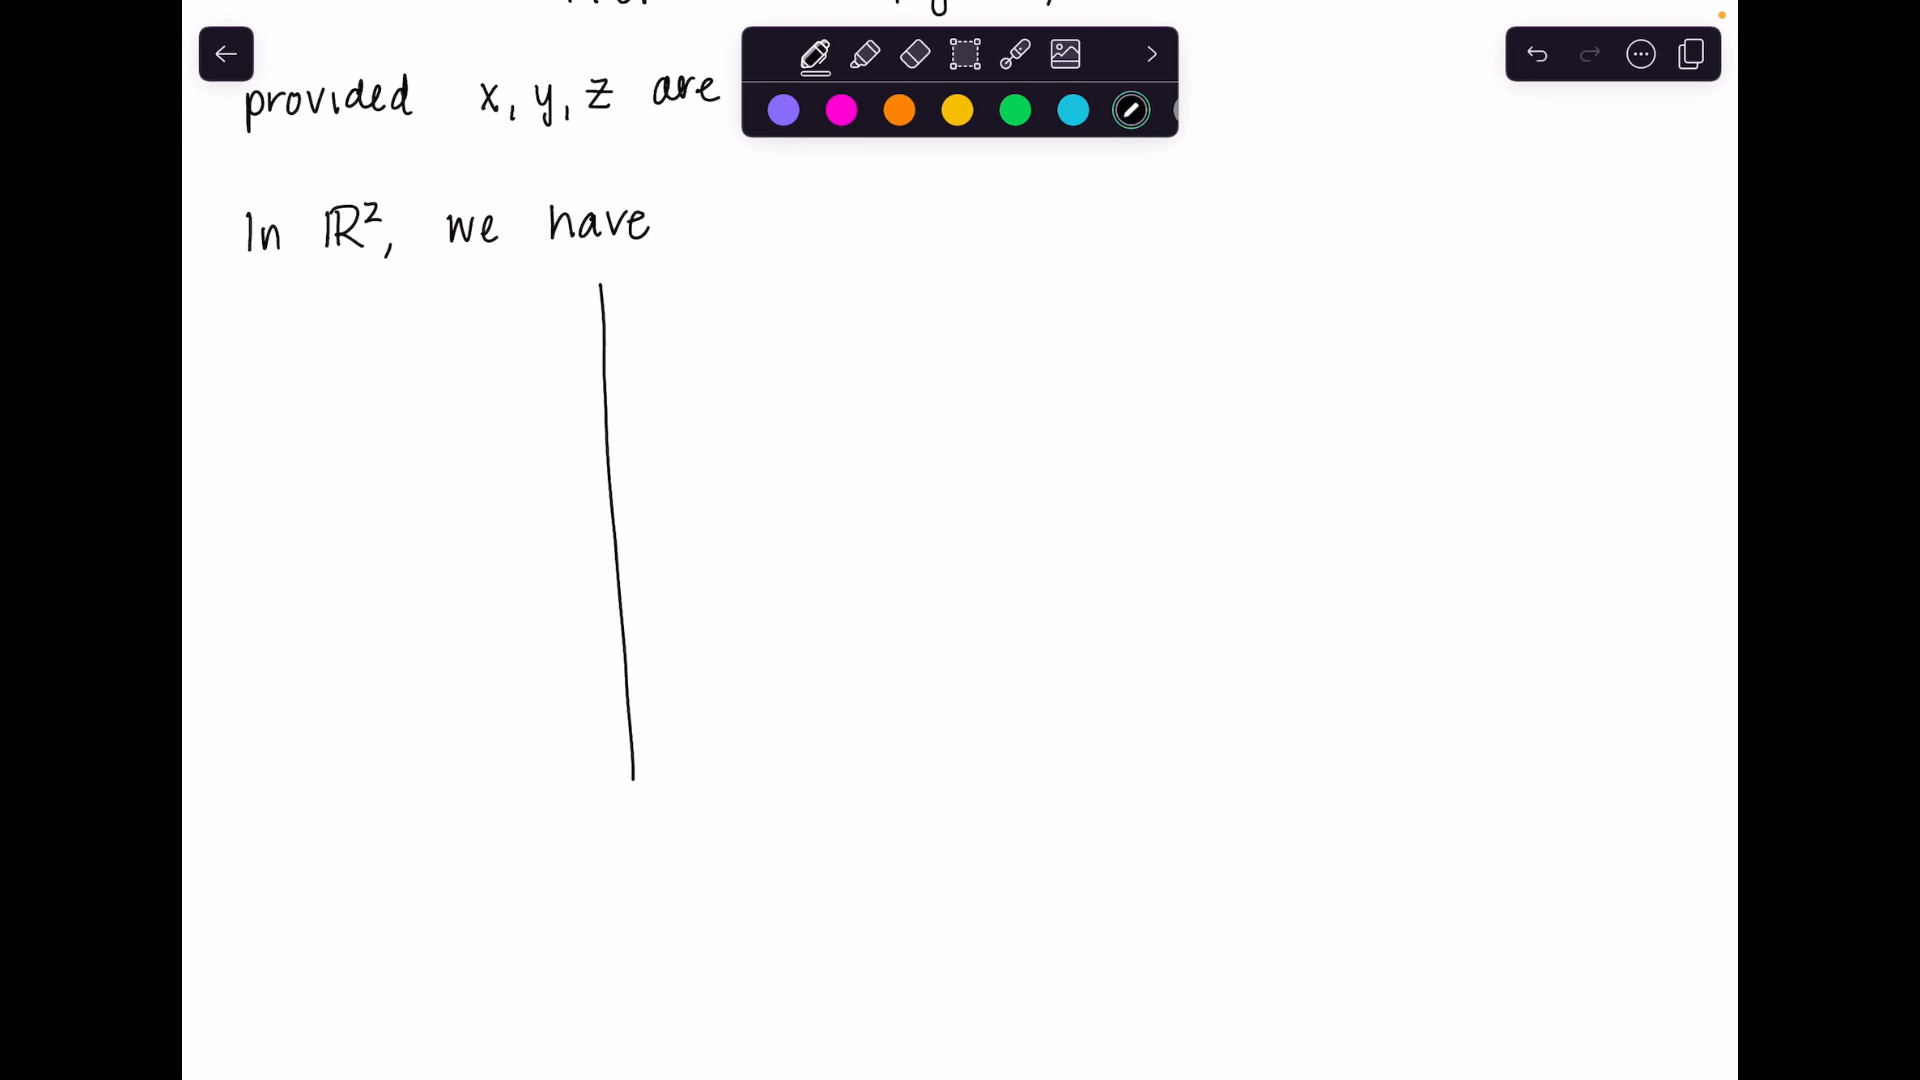 provided x, y, z are
In ℝ², we have